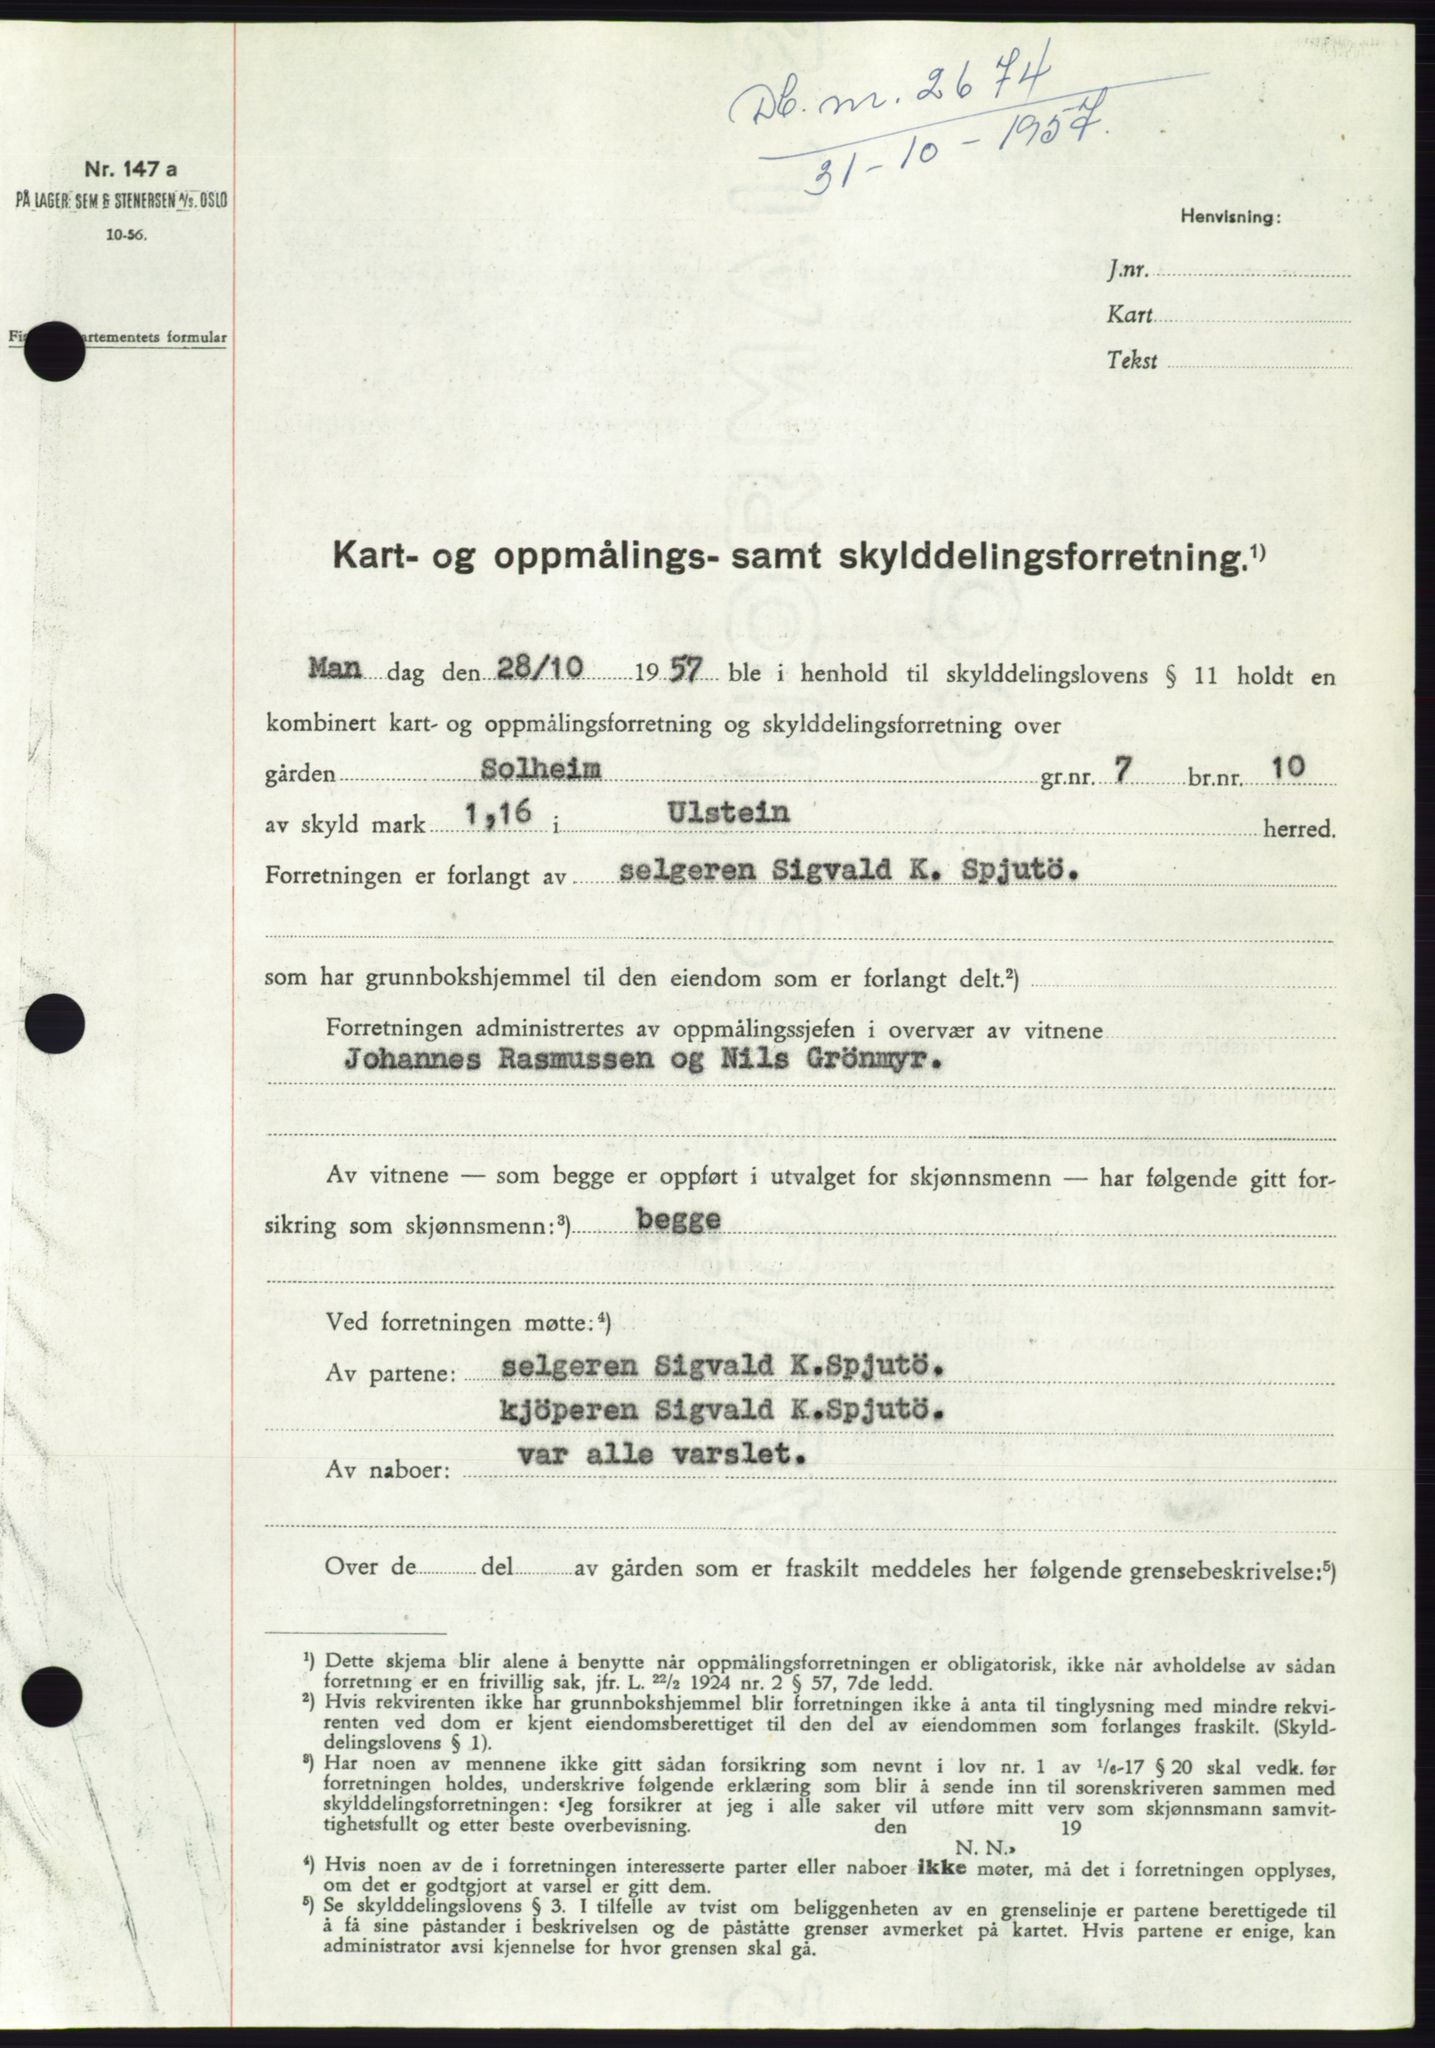 Db. nr. 2674
31-10-1957.
Nr. 147 a
PÅ LAGER: SEM & STENERSEN A/S. OSLO
10-56.
Henvisning:
J.nr.
Kart
Tekst
artementets formular
Kart- og oppmålings- samt skylddelingsforretning.¹)
Man dag den 28/10 1957 ble i henhold til skylddelingslovens § 11 holdt en
kombinert kart- og oppmålingsforretning og skylddelingsforretning over
gården Solheim gr.nr. 7 br.nr. 10
av skyld mark 1,16 i Ulstein herred.
Forretningen er forlangt av selgeren Sigvald K. Spjutö.
som har grunnbokshjemmel til den eiendom som er forlangt delt.²)
Forretningen administrertes av oppmålingssjefen i overvær av vitnene
Johannes Rasmussen og Nils Grönmyr.
Av vitnene — som begge er oppført i utvalget for skjønnsmenn — har følgende gitt for-
sikring som skjønnsmenn:³) begge
Ved forretningen møtte:⁴)
Av partene: selgeren Sigvald K.Spjutö.
kjöperen Sigvald K.Spjutö.
Av naboer: var alle varslet.
Over de del av gården som er fraskilt meddeles her følgende grensebeskrivelse:⁵)
¹) Dette skjema blir alene å benytte når oppmålingsforretningen er obligatorisk, ikke når avholdelse av sådan
forretning er en frivillig sak, jfr. L. 22/2 1924 nr. 2 § 57, 7de ledd.
²) Hvis rekvirenten ikke har grunnbokshjemmel blir forretningen ikke å anta til tinglysning med mindre rekvi-
renten ved dom er kjent eiendomsberettiget til den del av eiendommen som forlanges fraskilt. (Skyld-
delingslovens § 1).
³) Har noen av mennene ikke gitt sådan forsikring som nevnt i lov nr. 1 av 1/6-17 § 20 skal vedk. før
forretningen holdes, underskrive følgende erklæring som blir å sende inn til sorenskriveren sammen med
skylddelingsforretningen: «Jeg forsikrer at jeg i alle saker vil utføre mitt verv som skjønnsmann samvit-
tighetsfullt og etter beste overbevisning. den 19
N. N.»
⁴) Hvis noen av de i forretningen interesserte parter eller naboer ikke møter, må det i forretningen opplyses,
om det er godtgjort at varsel er gitt dem.
⁵) Se skylddelingslovens § 3. I tilfelle av tvist om beliggenheten av en grenselinje er partene berettigede til
å få sine påstander i beskrivelsen og de påståtte grenser avmerket på kartet. Hvis partene er enige, kan
administrator avsi kjennelse for hvor grensen skal gå.